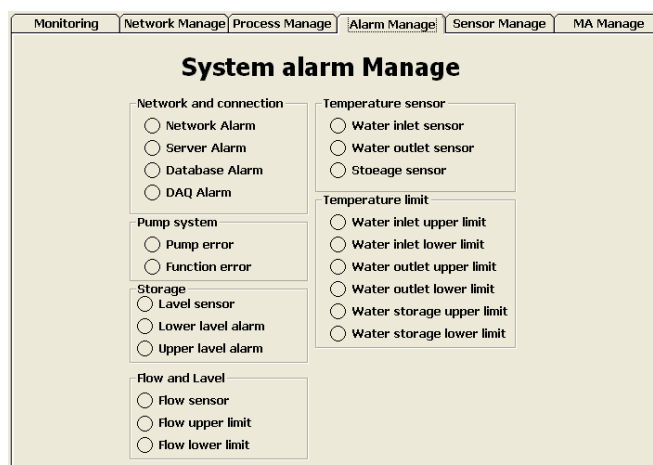 Monitoring Network Manage Process Manage Alarm Manage Sensor Manage MA Manage
System alarm Manage
Network and connection
Network Alarm
Server Alarm
Database Alarm
DAQ Alarm
Pump system
Pump error
Function error
Storage
Lavel sensor
Lower level alarm
Upper level alarm
Flow and Lavel
Flow sensor
Flow upper limit
Flow lower limit
Temperature sensor
Water inlet sensor
Water outlet sensor
Stoeage sensor
Temperature limit
Water inlet upper limit
Water inlet lower limit
Water outlet upper limit
Water outlet lower limit
Water storage upper limit
Water storage lower limit